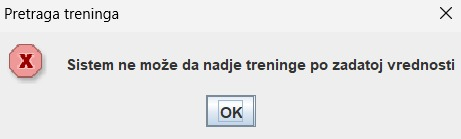 Pretraga treninga
Sistem ne može da nadje treninge po zadatoj vrednosti
OK